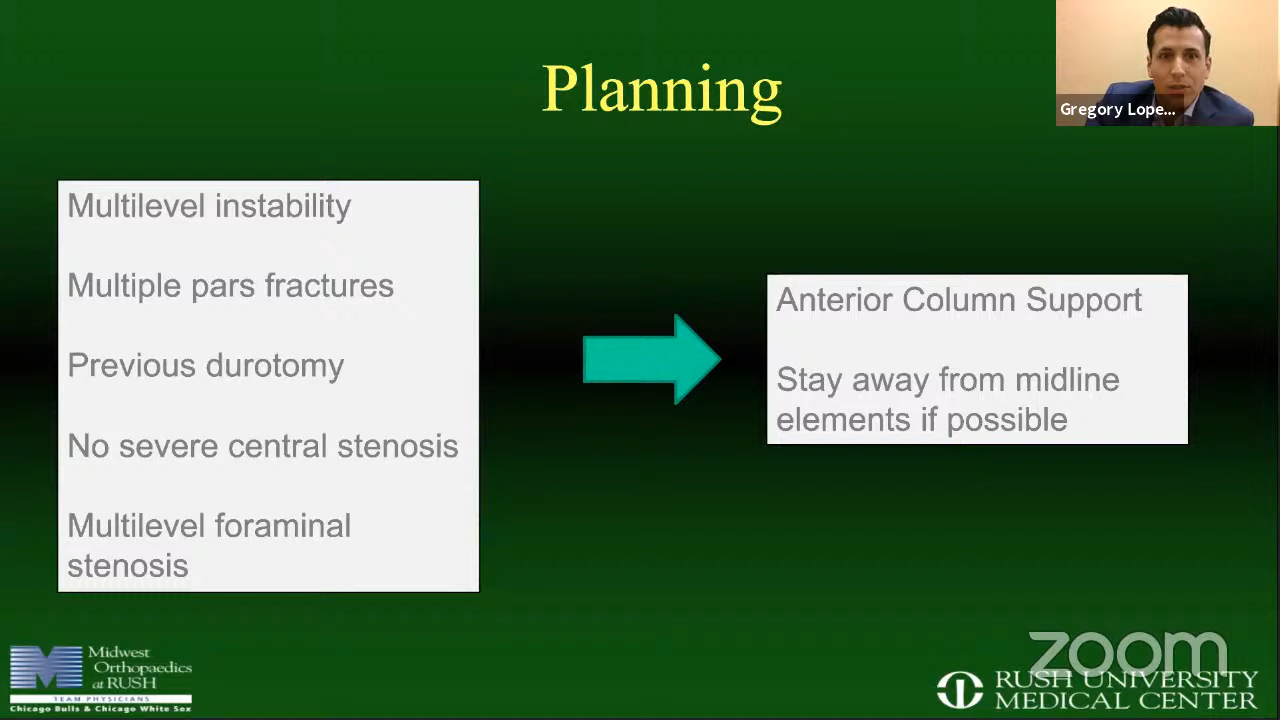 Planning
Gregory Lope...
Multilevel instability
Multiple pars fractures
Previous durotomy
No severe central stenosis
Multilevel foraminal
stenosis
Anterior Column Support
Stay away from midline
elements if possible
Midwest
Orthopaedics
at RUSH
TEAM PHYSICIANS
Chicago Bulls & Chicago White Sox
zoom
RUSH UNIVERSITY
MEDICAL CENTER